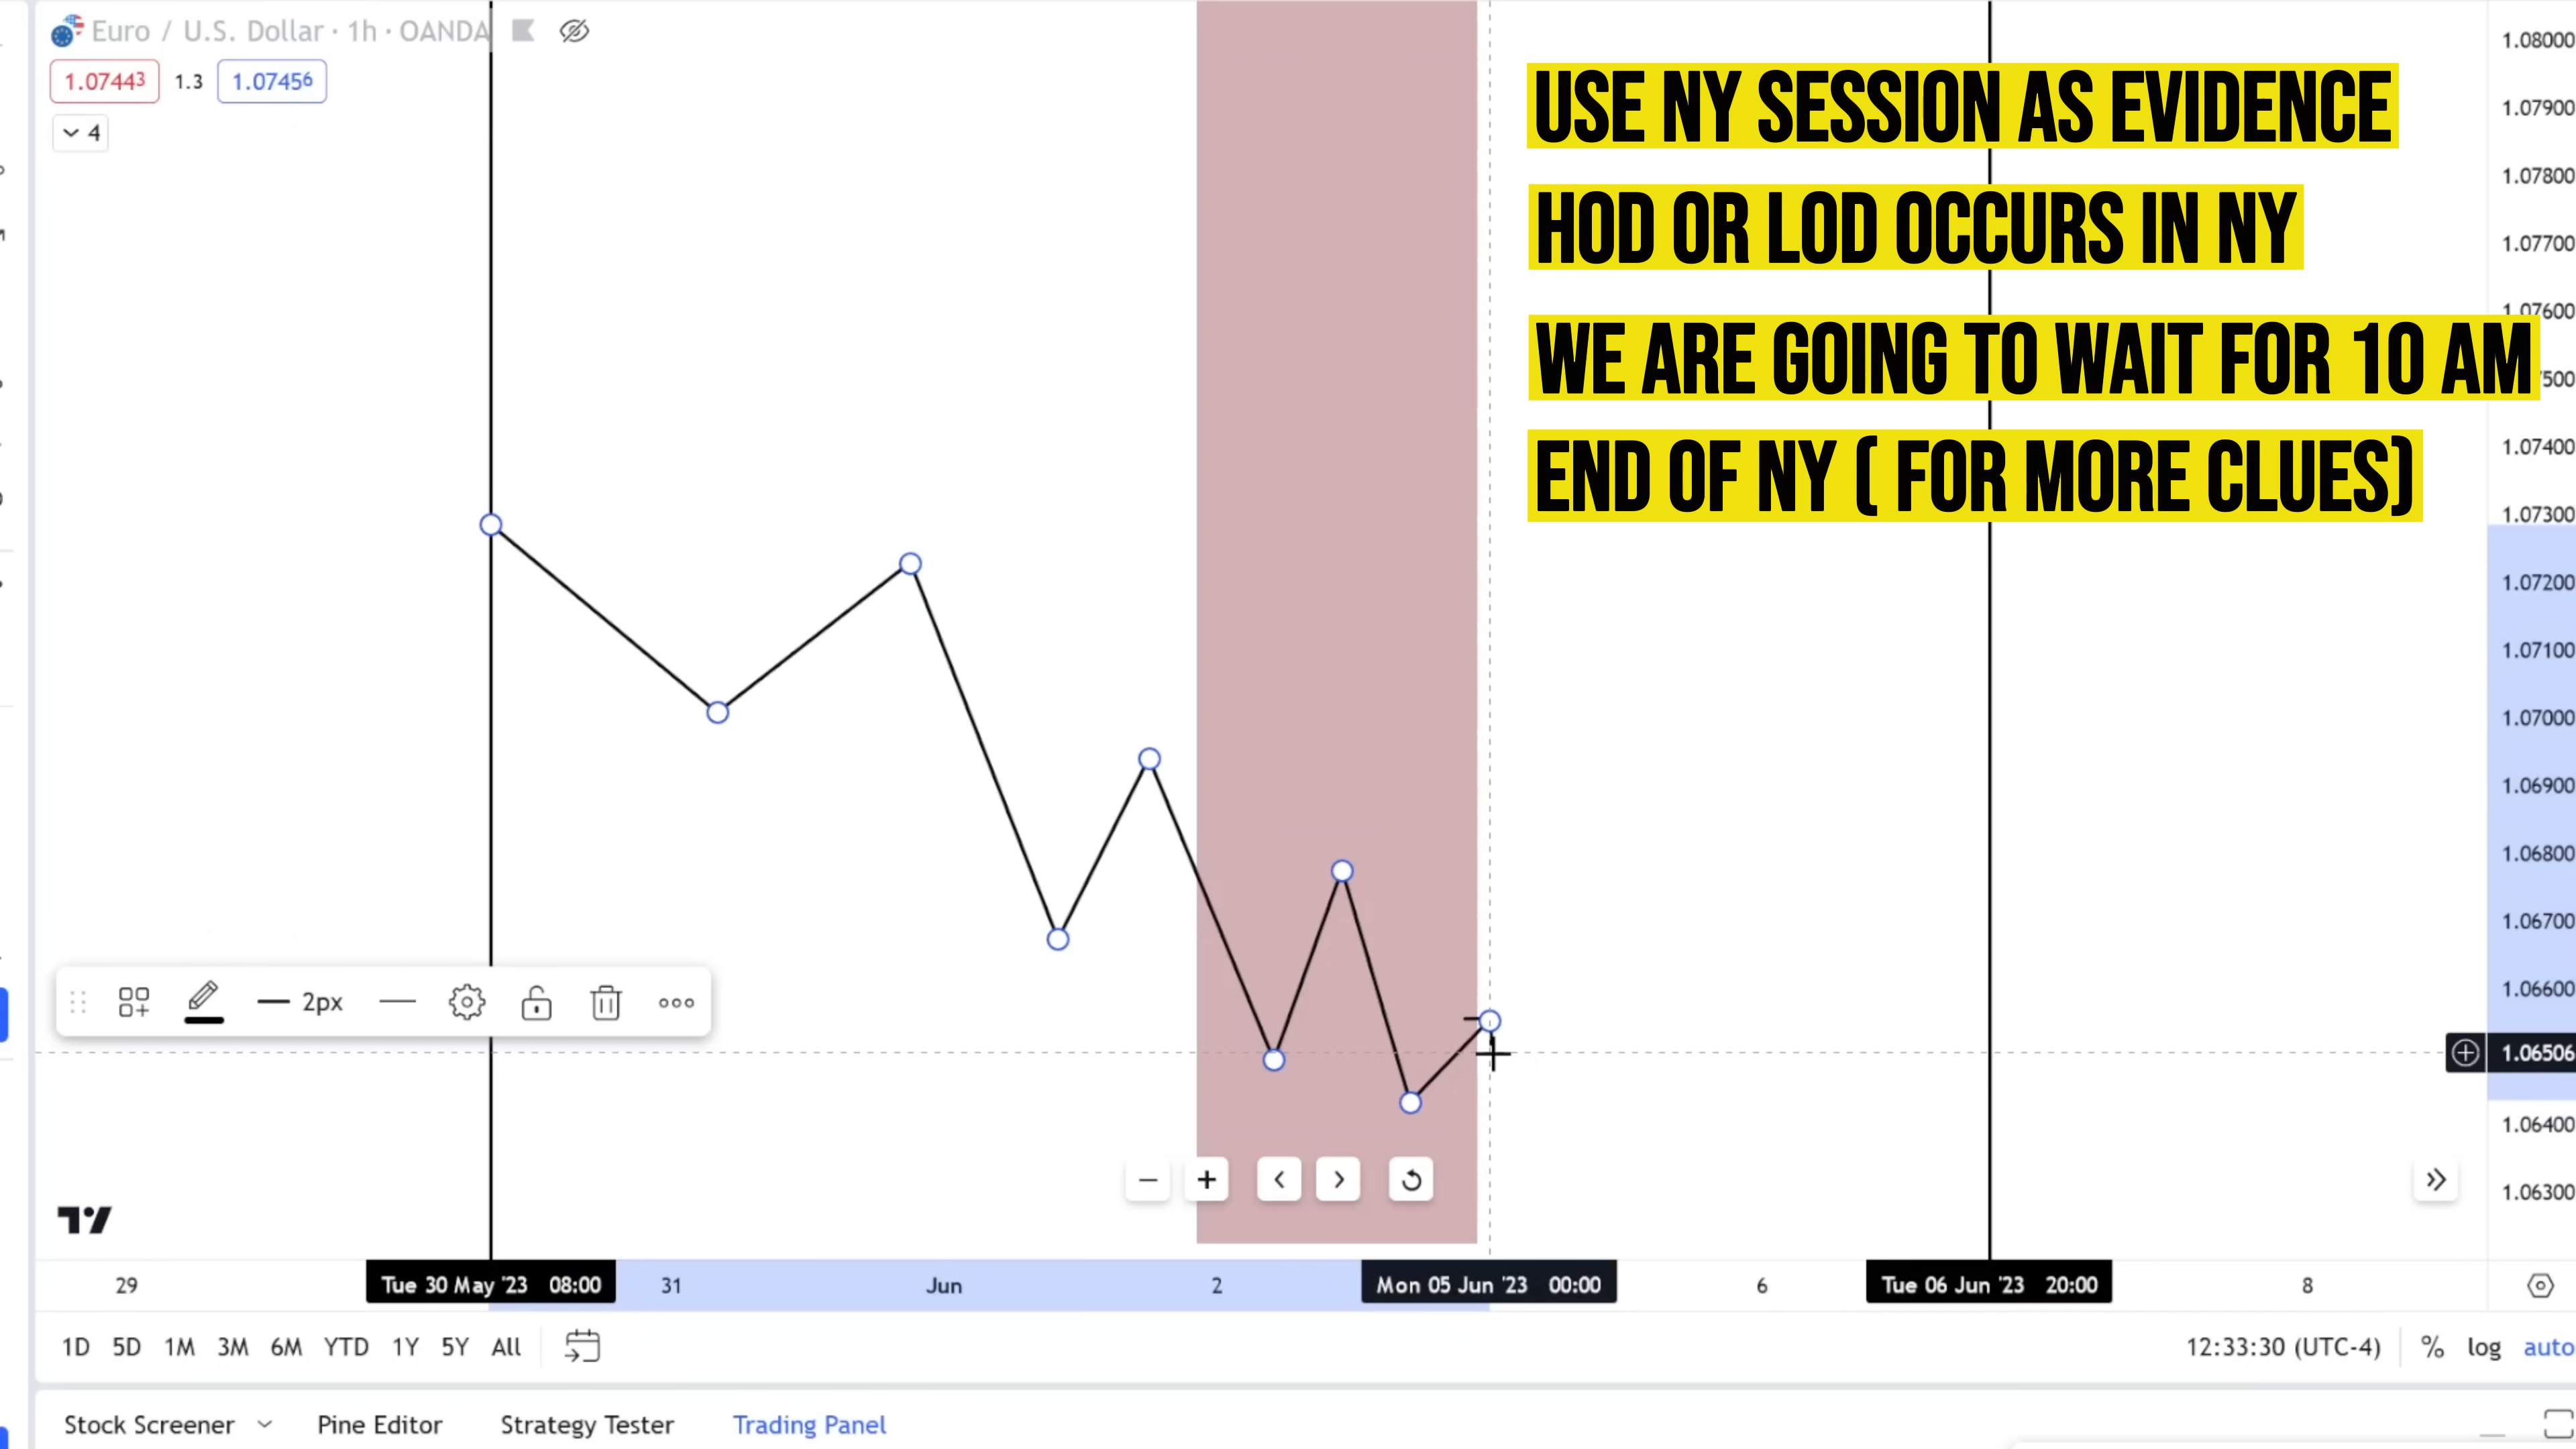 Euro / U.S. Dollar · 1h · OANDA
1.07443 1.3 1.07456
4
USE NY SESSION AS EVIDENCE
HOD OR LOD OCCURS IN NY
WE ARE GOING TO WAIT FOR 10 AM
END OF NY ( FOR MORE CLUES)
1.08000
1.07900
1.07800
1.07700
1.07600
1.07400
1.07300
1.07200
1.07100
1.07000
1.06900
1.06800
1.06700
1.06600
1.06506
1.06400
1.06300
2px
29 Tue 30 May '23 08:00 31 Jun 2 Mon 05 Jun '23 00:00 6 Tue 06 Jun '23 20:00 8
1D 5D 1M 3M 6M YTD 1Y 5Y All 12:33:30 (UTC-4) % log auto
Stock Screener Pine Editor Strategy Tester Trading Panel